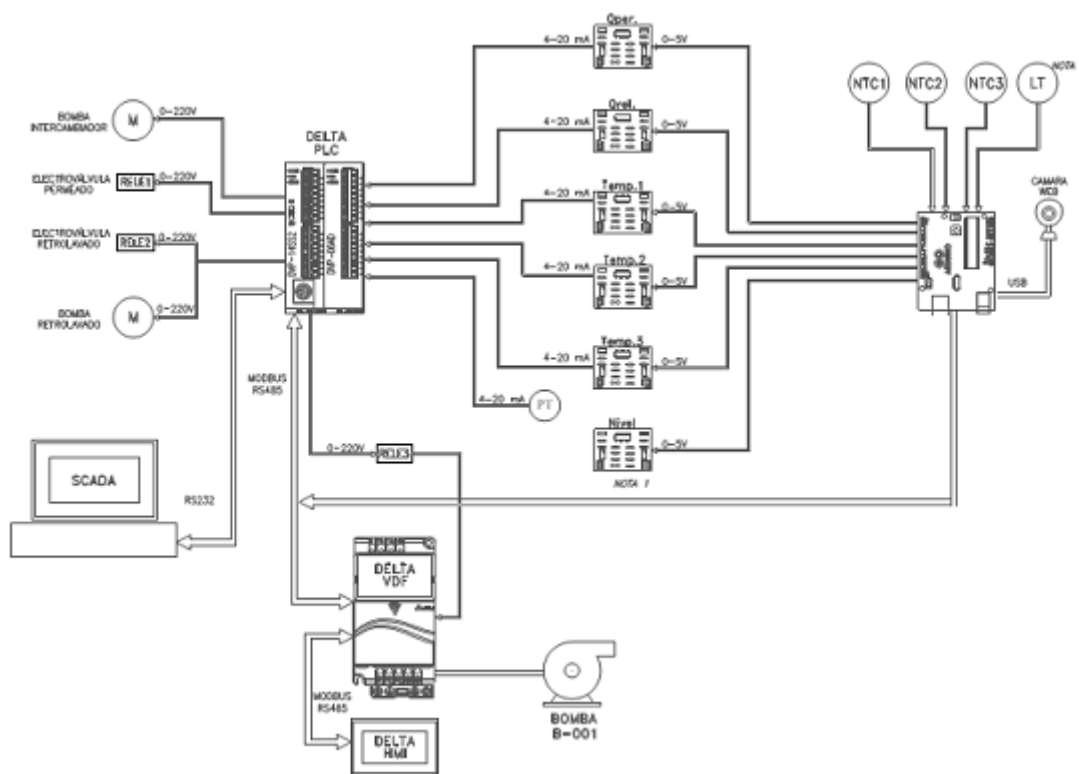 Oper.
4-20 mA
0-5V
NTC1
NTC2
NTC3
LT
NOTA
BOMBA
INTERCAMBIADOR
M
0-220V
DELTA
PLC
Qrel.
4-20 mA
0-5V
ELECTROVÁLVULA
PERMEADO
RELE1
0-220V
Temp.1
4-20 mA
0-5V
CAMARA
WEB
ELECTROVÁLVULA
RETROLAVADO
RELE2
0-220V
Temp.2
4-20 mA
0-5V
USB
BOMBA
RETROLAVADO
M
0-220V
Temp.3
4-20 mA
0-5V
MODBUS
RS485
4-20 mA
PT
Nivel
0-5V
NOTA 1
0-220V
RELE3
SCADA
RS232
DELTA
VDF
MODBUS
RS485
BOMBA
B-001
DELTA
HMI